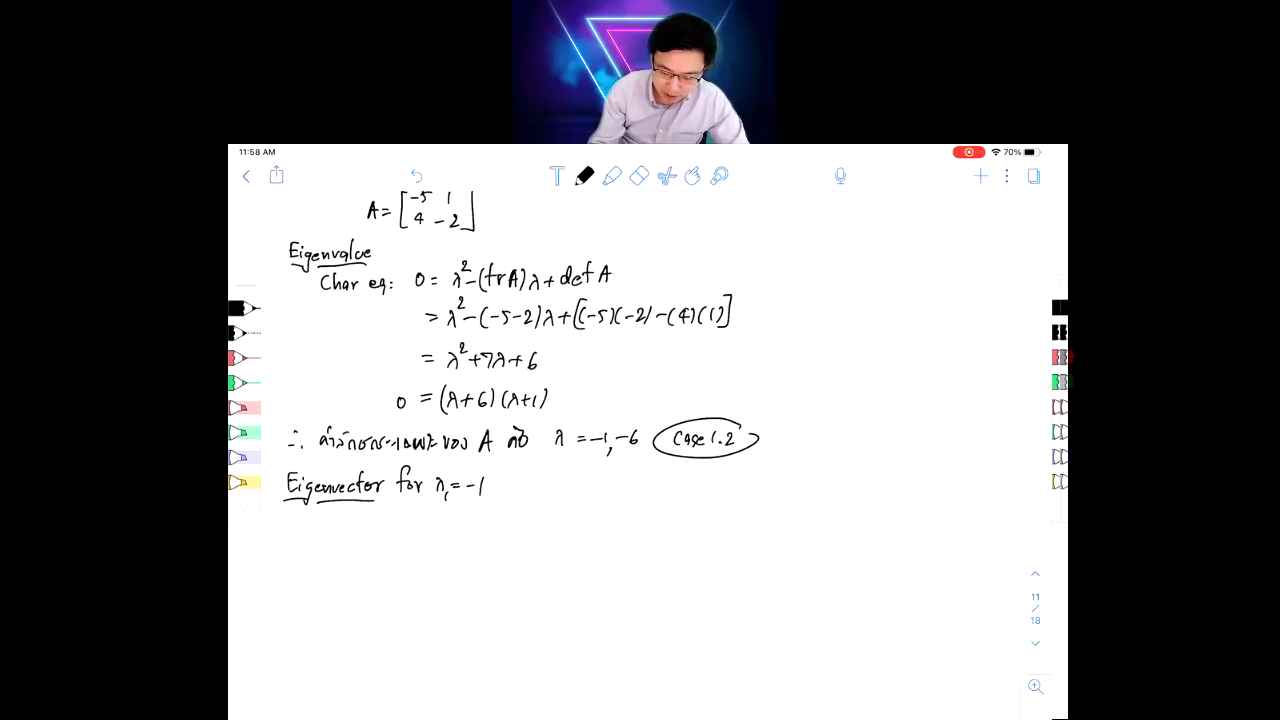 11:58 AM
70%
T
A = [-5 1
4 -2]
Eigenvalue
Char eq: 0 = λ² - (trA)λ + det A
= λ² - (-5-2)λ + [(-5)(-2) - (4)(1)]
= λ² + 7λ + 6
0 = (λ+6)(λ+1)
∴ ค่าลักษณะเฉพาะของ A คือ λ = -1, -6 Case 1.2
Eigenvector for λ₁ = -1
11
/
18